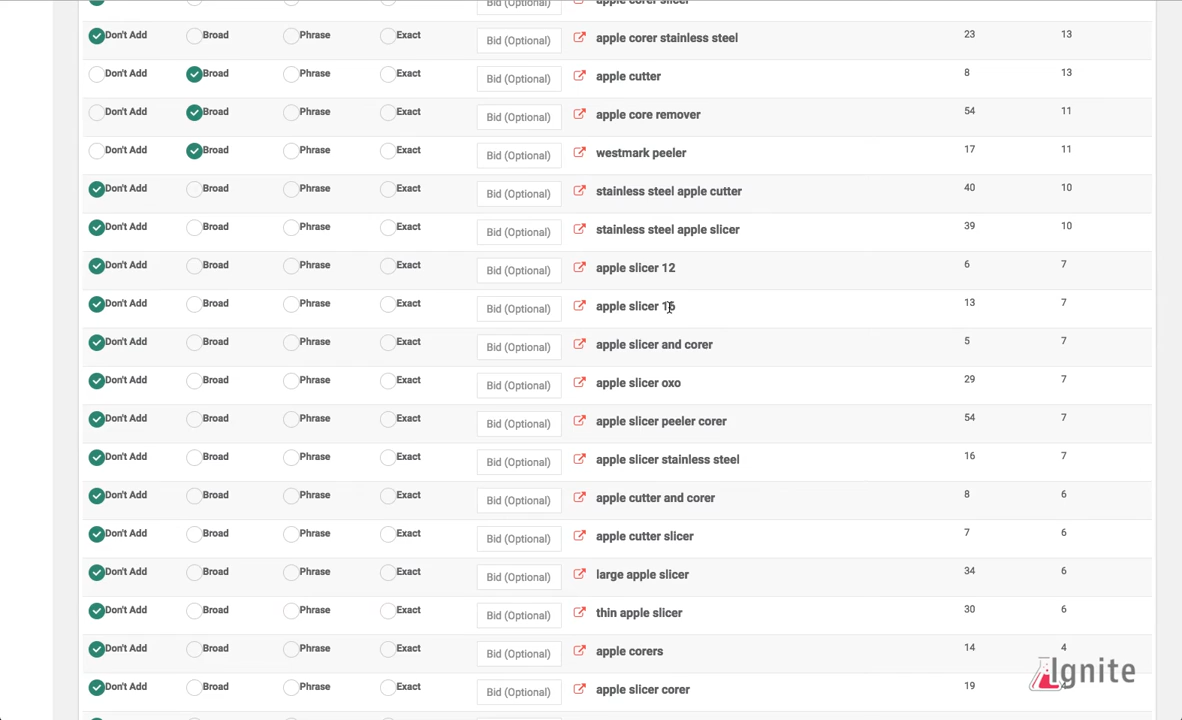 Bid (Optional) apple corer slicer
Don't Add Broad Phrase Exact Bid (Optional) apple corer stainless steel 23 13
Don't Add Broad Phrase Exact Bid (Optional) apple cutter 8 13
Don't Add Broad Phrase Exact Bid (Optional) apple core remover 54 11
Don't Add Broad Phrase Exact Bid (Optional) westmark peeler 17 11
Don't Add Broad Phrase Exact Bid (Optional) stainless steel apple cutter 40 10
Don't Add Broad Phrase Exact Bid (Optional) stainless steel apple slicer 39 10
Don't Add Broad Phrase Exact Bid (Optional) apple slicer 12 6 7
Don't Add Broad Phrase Exact Bid (Optional) apple slicer 16 13 7
Don't Add Broad Phrase Exact Bid (Optional) apple slicer and corer 5 7
Don't Add Broad Phrase Exact Bid (Optional) apple slicer oxo 29 7
Don't Add Broad Phrase Exact Bid (Optional) apple slicer peeler corer 54 7
Don't Add Broad Phrase Exact Bid (Optional) apple slicer stainless steel 16 7
Don't Add Broad Phrase Exact Bid (Optional) apple cutter and corer 8 6
Don't Add Broad Phrase Exact Bid (Optional) apple cutter slicer 7 6
Don't Add Broad Phrase Exact Bid (Optional) large apple slicer 34 6
Don't Add Broad Phrase Exact Bid (Optional) thin apple slicer 30 6
Don't Add Broad Phrase Exact Bid (Optional) apple corers 14 4
Ignite
Don't Add Broad Phrase Exact Bid (Optional) apple slicer corer 19